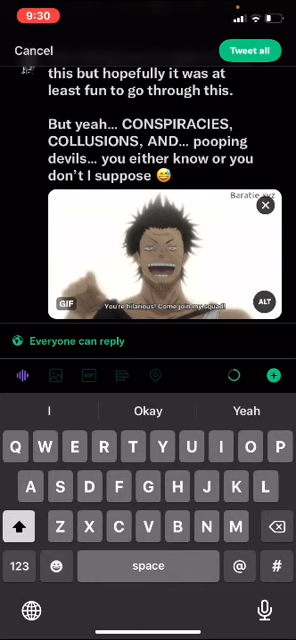 9:30
Cancel
Tweet all
this but hopefully it was at
least fun to go through this.
But yeah... CONSPIRACIES,
COLLUSIONS, AND... pooping
devils... you either know or you
don't I suppose 😅
Baratie.xyz
GIF
You're hilarious! Come join my squad!
ALT
Everyone can reply
GIF
I Okay Yeah
Q W E R T Y U I O P
A S D F G H J K L
Z X C V B N M
123 space @ #